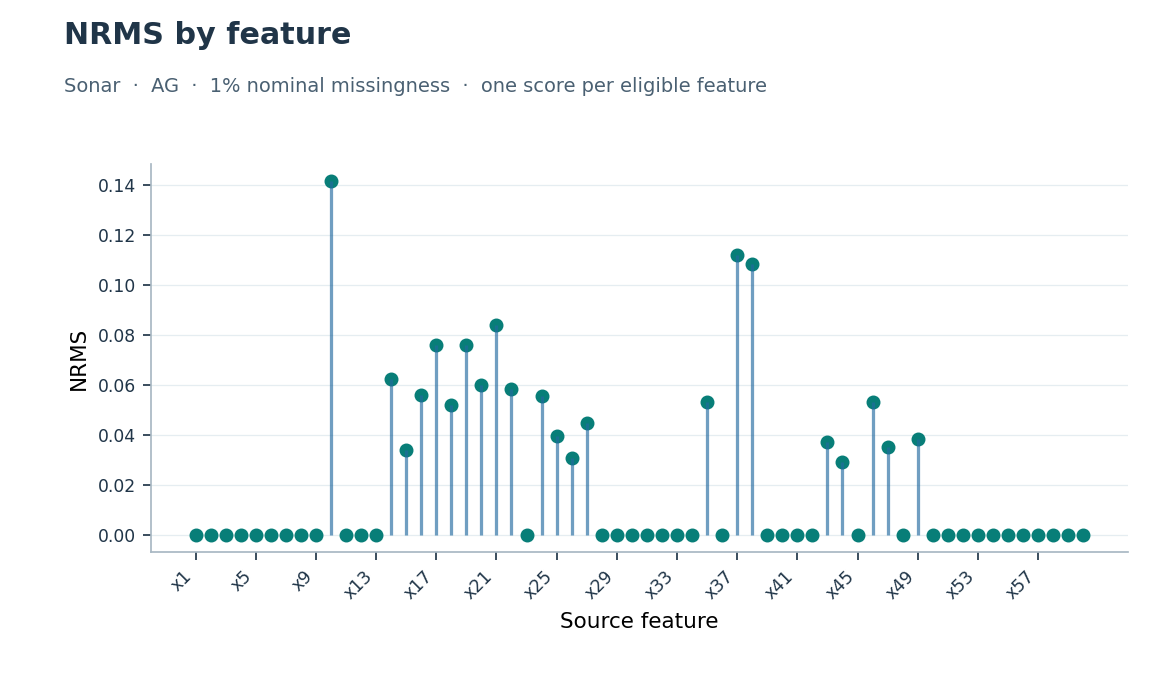 NRMS by feature
Sonar · AG · 1% nominal missingness · one score per eligible feature
0.14
0.12
0.10
0.08
0.06
0.04
0.02
0.00
NRMS
x1 x5 x9 x13 x17 x21 x25 x29 x33 x37 x41 x45 x49 x53 x57
Source feature